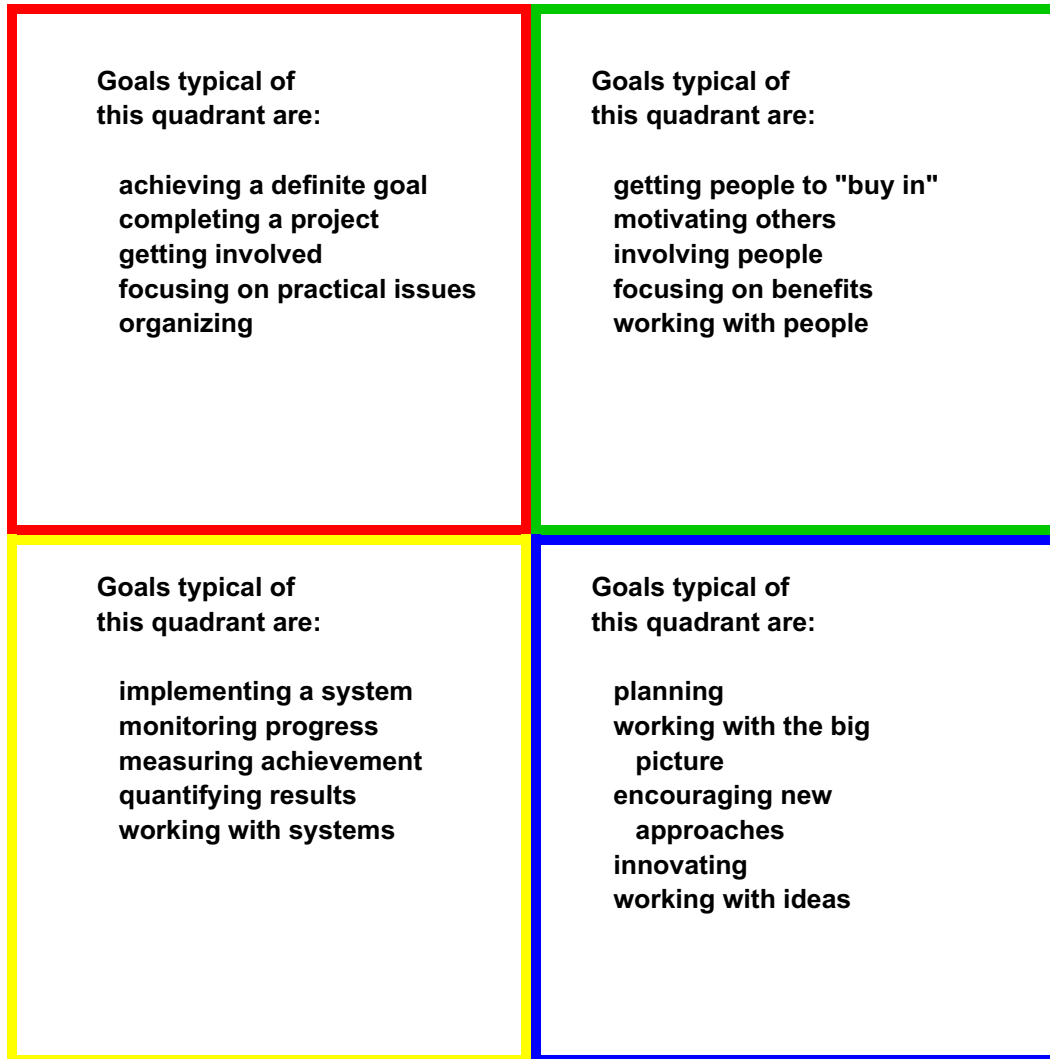 Goals typical of
this quadrant are:
achieving a definite goal
completing a project
getting involved
focusing on practical issues
organizing
Goals typical of
this quadrant are:
getting people to "buy in"
motivating others
involving people
focusing on benefits
working with people
Goals typical of
this quadrant are:
implementing a system
monitoring progress
measuring achievement
quantifying results
working with systems
Goals typical of
this quadrant are:
planning
working with the big
picture
encouraging new
approaches
innovating
working with ideas